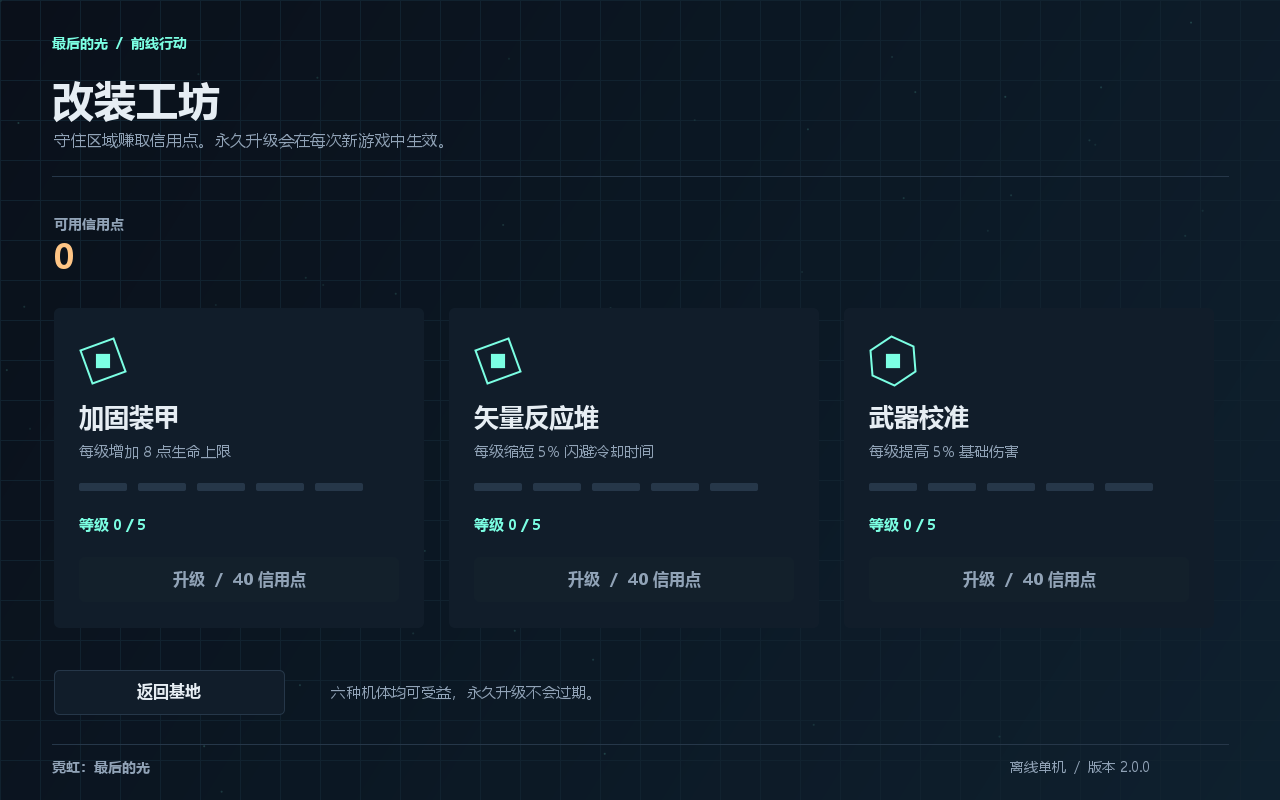 最后的光 / 前线行动
改装工坊
守住区域赚取信用点。永久升级会在每次新游戏中生效。
可用信用点
0
加固装甲
每级增加 8 点生命上限
等级 0 / 5
升级 / 40 信用点
矢量反应堆
每级缩短 5% 闪避冷却时间
等级 0 / 5
升级 / 40 信用点
武器校准
每级提高 5% 基础伤害
等级 0 / 5
升级 / 40 信用点
返回基地
六种机体均可受益，永久升级不会过期。
霓虹：最后的光
离线单机 / 版本 2.0.0